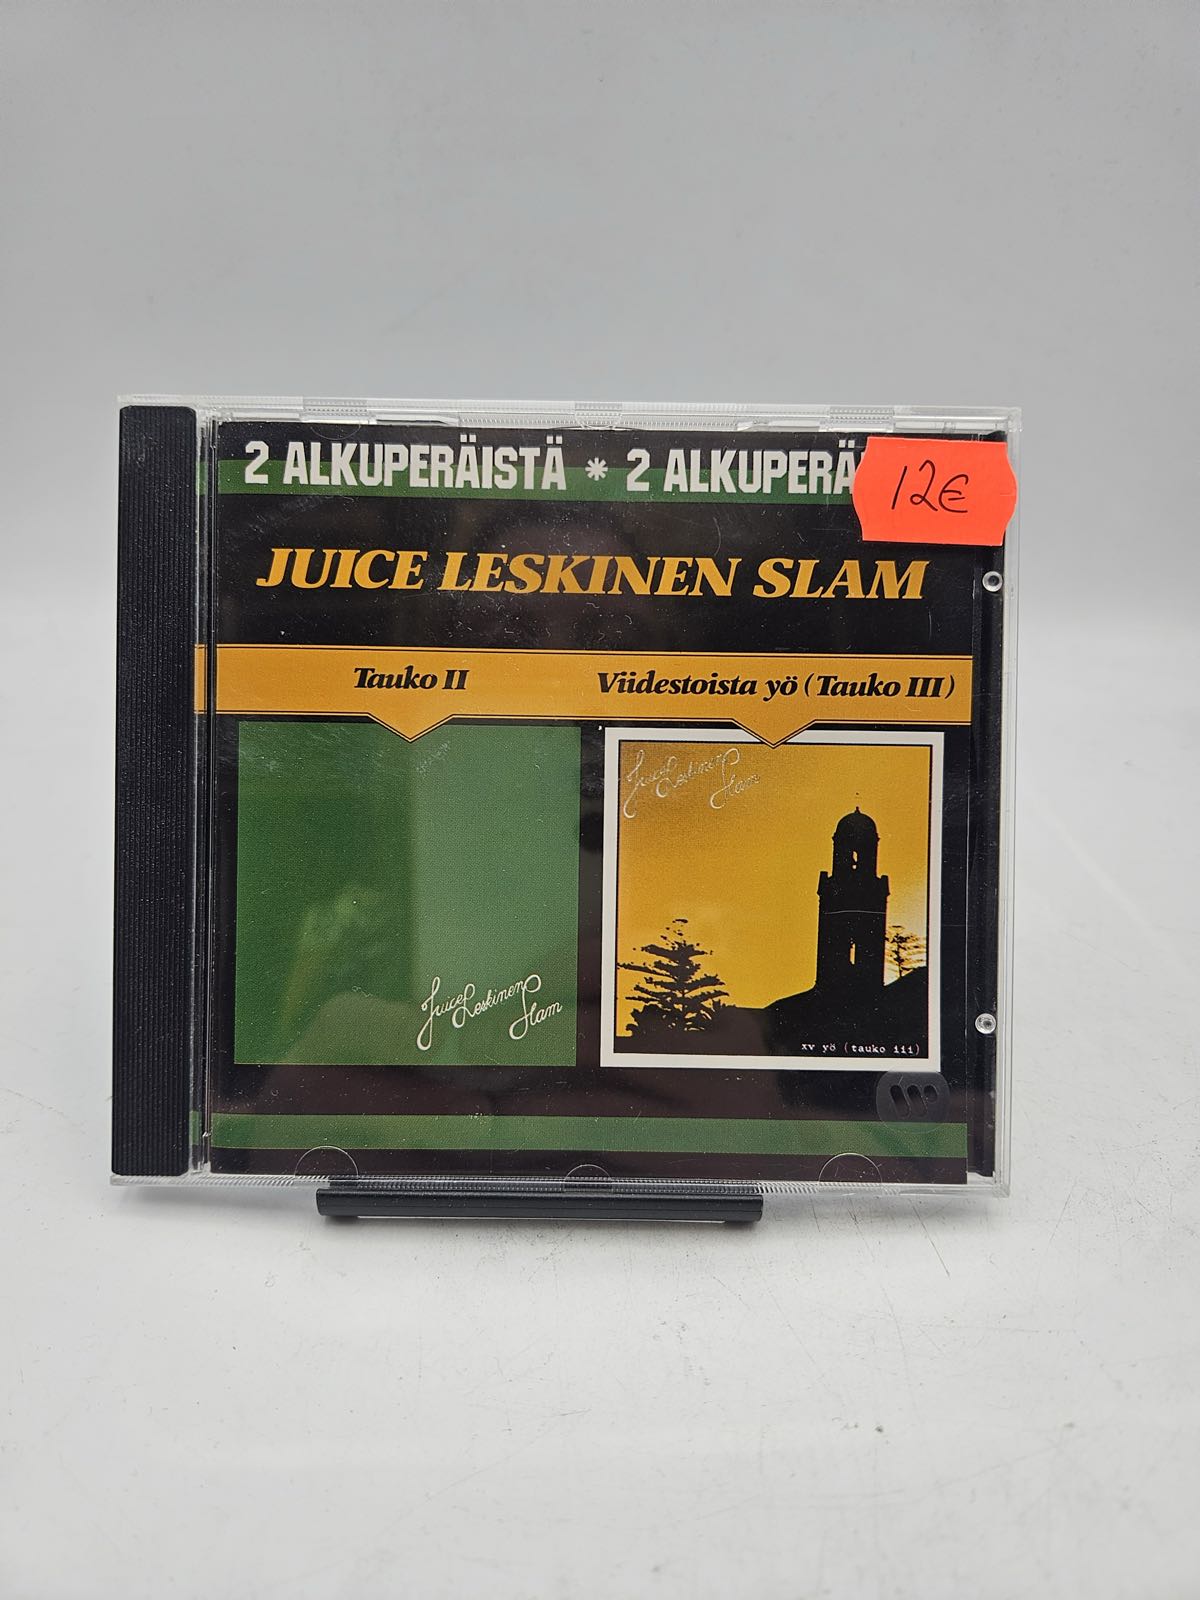 2 ALKUPERÄISTÄ * 2 ALKUPERÄ
12€
JUICE LESKINEN SLAM
Tauko II
Viidestoista yö (Tauko III)
Juice Leskinen Slam
Juice Leskinen Slam
xv yö (tauko iii)